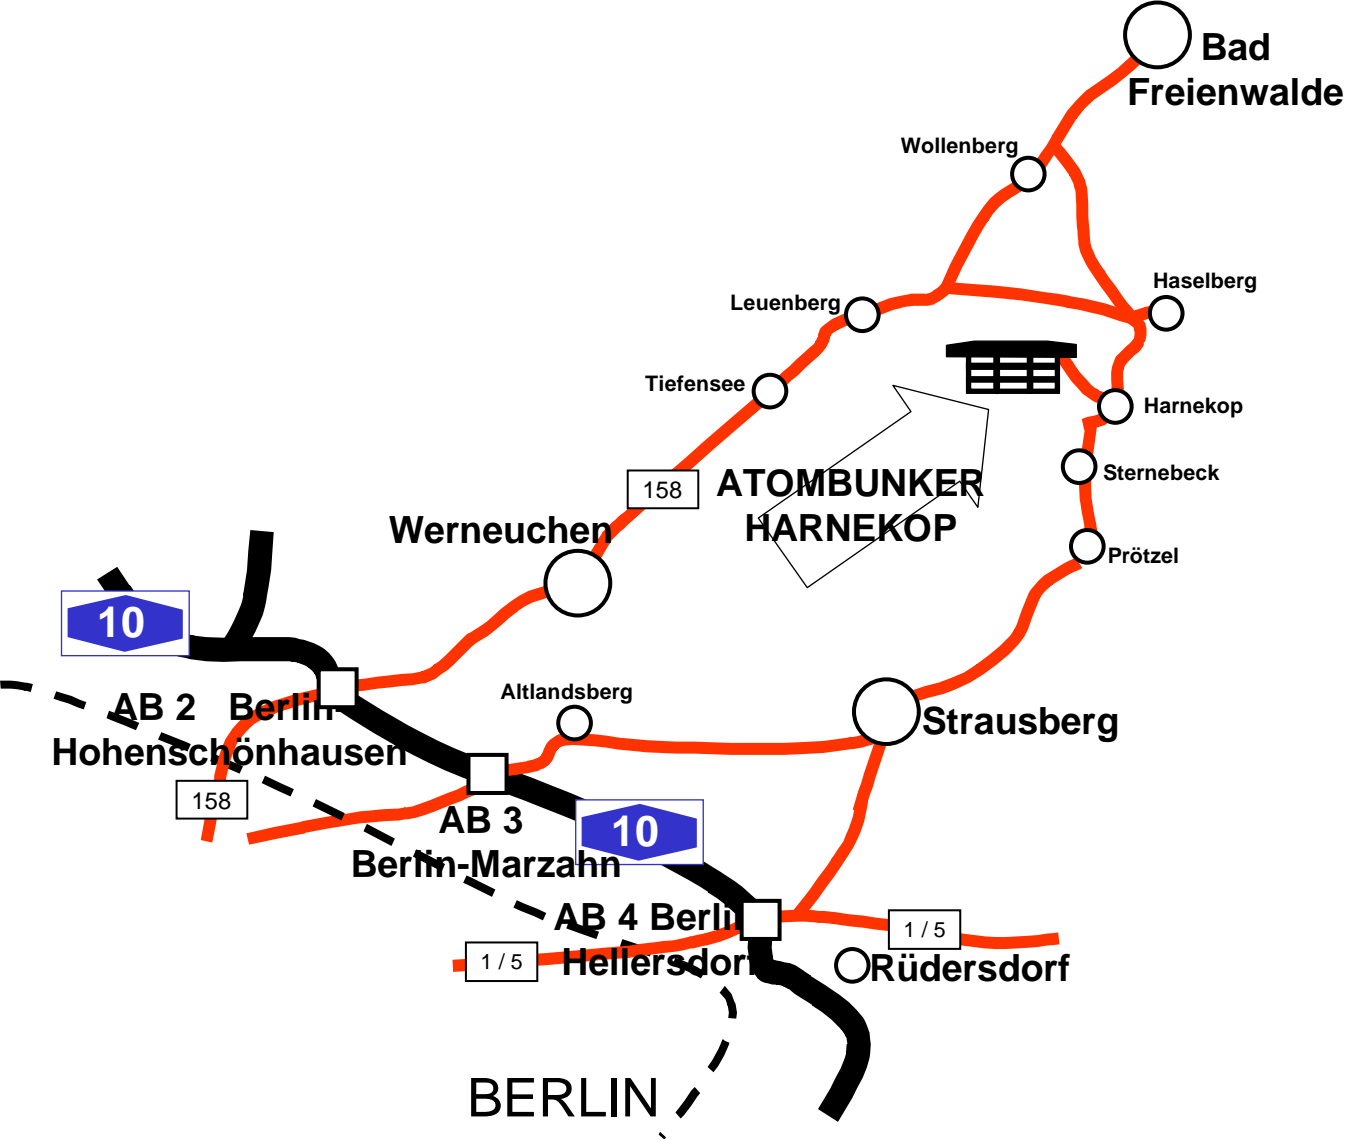 Bad
Freienwalde
Wollenberg
Haselberg
Leuenberg
Tiefensee
Harnekop
Sternebeck
158
ATOMBUNKER
HARNEKOP
Werneuchen
Prötzel
10
Altlandsberg
AB 2 Berlin-
Hohenschönhausen
Strausberg
158
AB 3
Berlin-Marzahn
10
AB 4 Berlin
Hellersdorf
1 / 5
1 / 5
Rüdersdorf
BERLIN